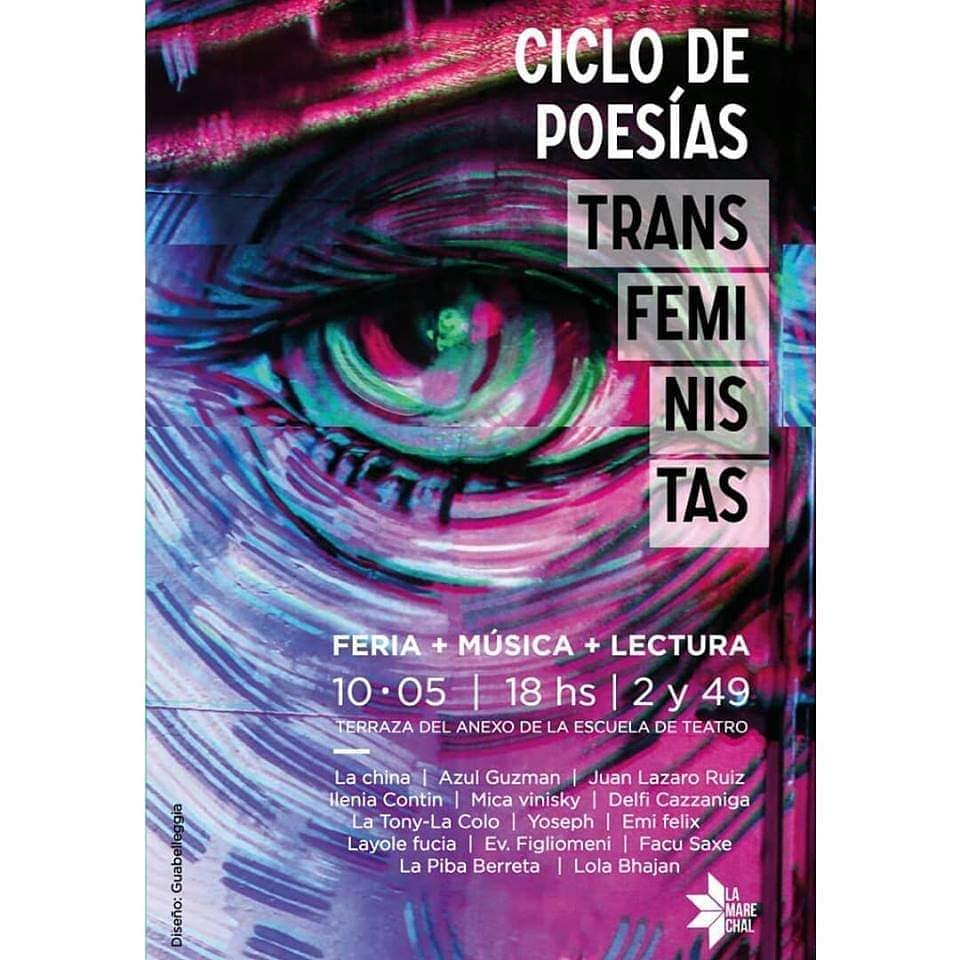 CICLO DE
POESÍAS
TRANS
FEMI
NIS
TAS
FERIA + MÚSICA + LECTURA
10·05 | 18 hs | 2 y 49
TERRAZA DEL ANEXO DE LA ESCUELA DE TEATRO
La china | Azul Guzman | Juan Lazaro Ruiz
Ilenia Contin | Mica vinisky | Delfi Cazzaniga
La Tony-La Colo | Yoseph | Emi felix
Layole fucia | Ev. Figliomeni | Facu Saxe
La Piba Berreta | Lola Bhajan
Diseño: Guabelleggia
LA
MARE
CHAL